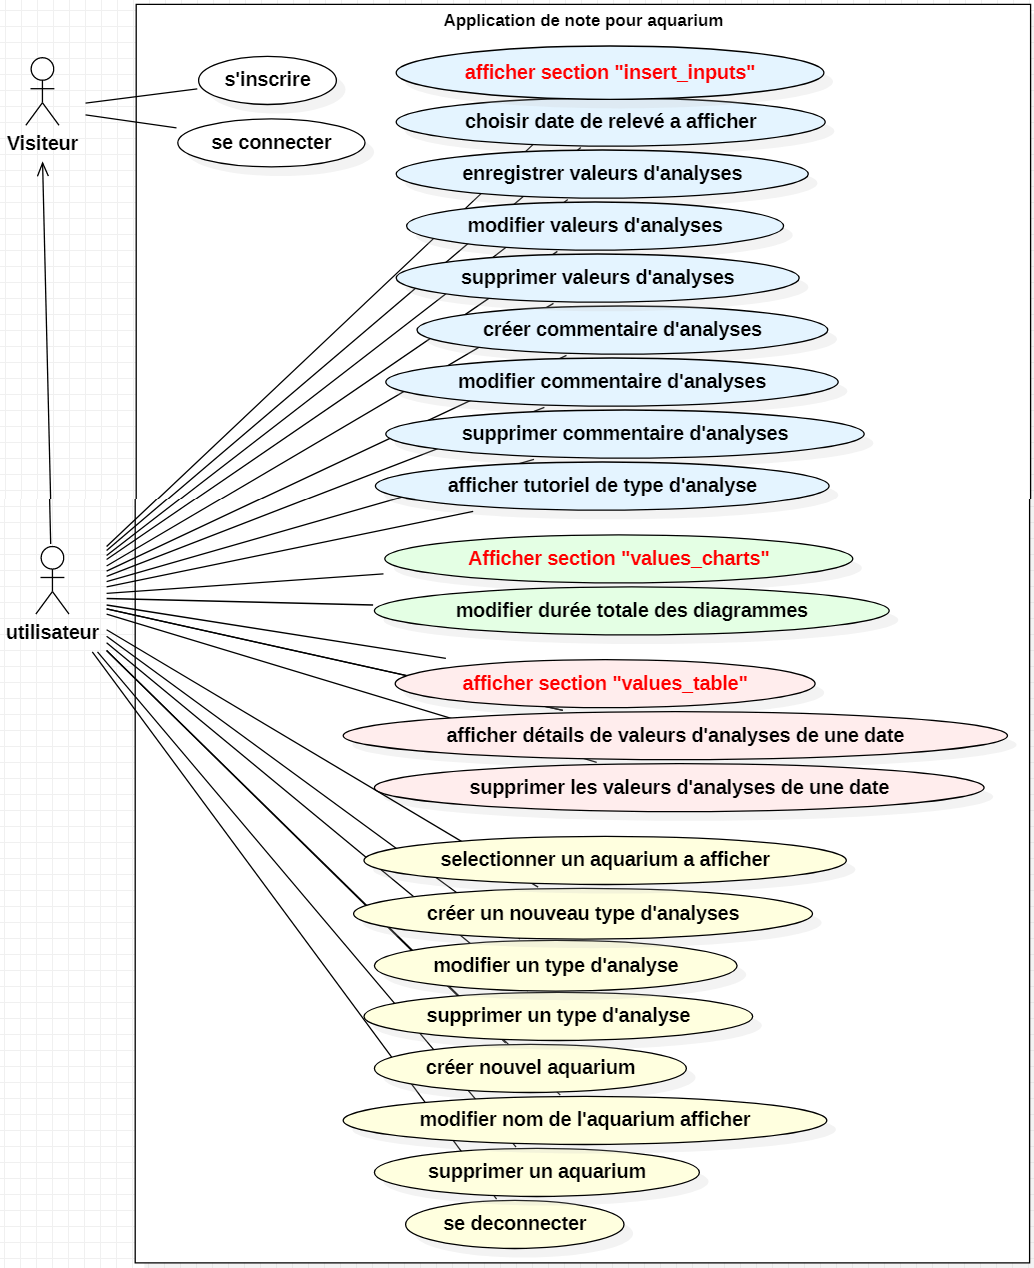 Application de note pour aquarium
s'inscrire
se connecter
Visiteur
utilisateur
afficher section "insert_inputs"
choisir date de relevé a afficher
enregistrer valeurs d'analyses
modifier valeurs d'analyses
supprimer valeurs d'analyses
créer commentaire d'analyses
modifier commentaire d'analyses
supprimer commentaire d'analyses
afficher tutoriel de type d'analyse
Afficher section "values_charts"
modifier durée totale des diagrammes
afficher section "values_table"
afficher détails de valeurs d'analyses de une date
supprimer les valeurs d'analyses de une date
selectionner un aquarium a afficher
créer un nouveau type d'analyses
modifier un type d'analyse
supprimer un type d'analyse
créer nouvel aquarium
modifier nom de l'aquarium afficher
supprimer un aquarium
se deconnecter